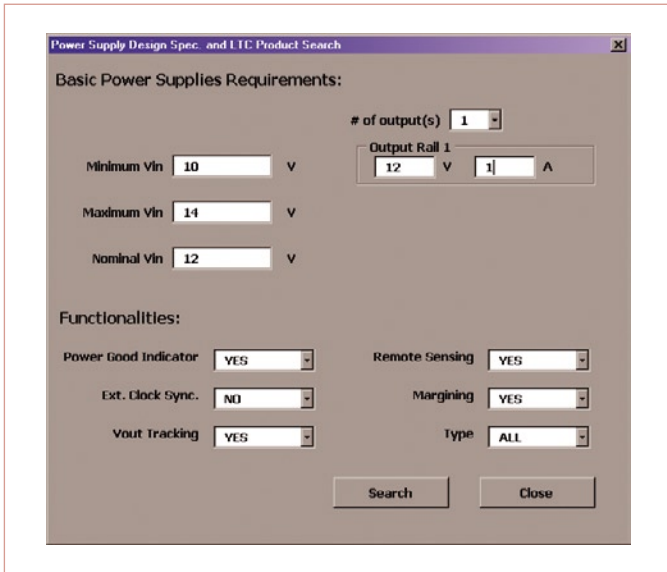 Power Supply Design Spec. and LTC Product Search
Basic Power Supplies Requirements:
# of output(s) 1
Output Rail 1
Minimum Vin 10 V 12 V 1 A
Maximum Vin 14 V
Nominal Vin 12 V
Functionalities:
Power Good Indicator YES Remote Sensing YES
Ext. Clock Sync. NO Margining YES
Vout Tracking YES Type ALL
Search Close